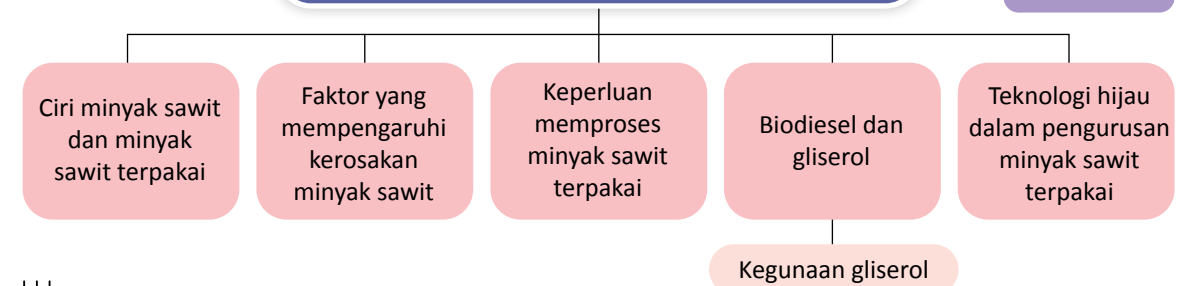 Ciri minyak sawit
dan minyak
sawit terpakai
Faktor yang
mempengaruhi
kerosakan
minyak sawit
Keperluan
memproses
minyak sawit
terpakai
Biodiesel dan
gliserol
Teknologi hijau
dalam pengurusan
minyak sawit
terpakai
Kegunaan gliserol